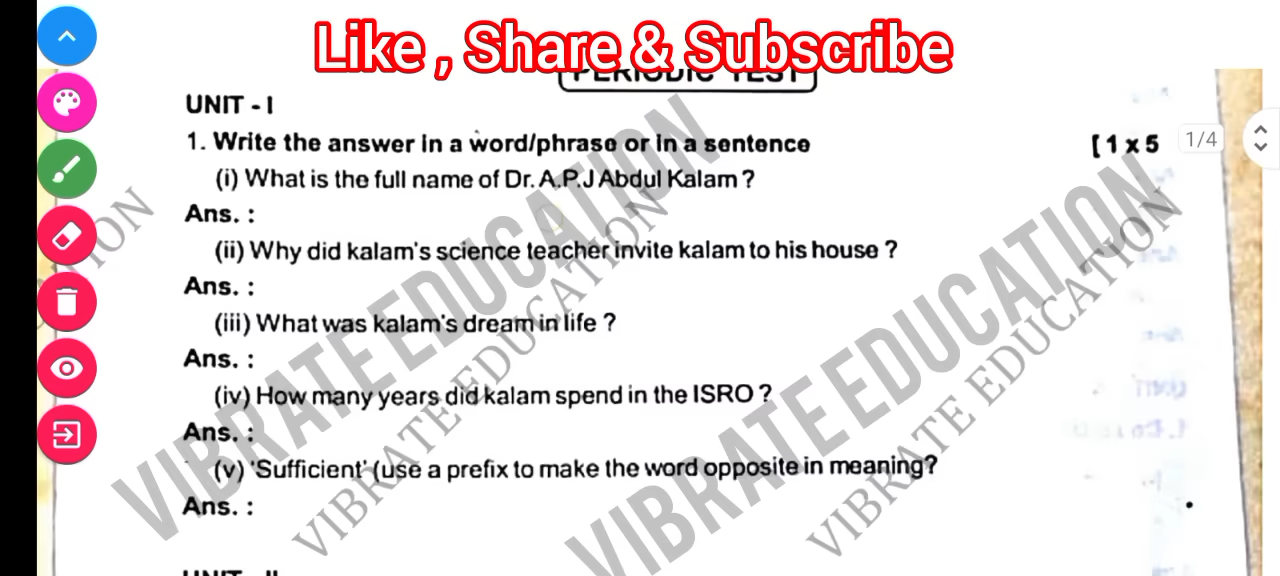 Like , Share & Subscribe
PERIODIC TEST
UNIT - I
1. Write the answer in a word/phrase or in a sentence [ 1 x 5
1/4
(i) What is the full name of Dr. A.P.J Abdul Kalam ?
Ans. :
(ii) Why did kalam's science teacher invite kalam to his house ?
Ans. :
(iii) What was kalam's dream in life ?
Ans. :
(iv) How many years did kalam spend in the ISRO ?
Ans. :
(v) 'Sufficient' (use a prefix to make the word opposite in meaning?
Ans. :
UNIT - II
VIBRATE EDUCATION
VIBRATE EDUCATION
VIBRATE EDUCATION
VIBRATE EDUCATION